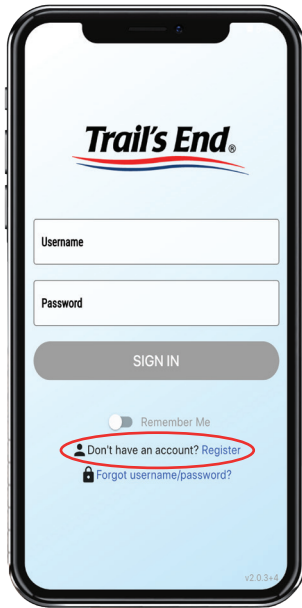 Trail's End®
Username
Password
SIGN IN
Remember Me
Don't have an account? Register
Forgot username/password?
v2.0.3+4